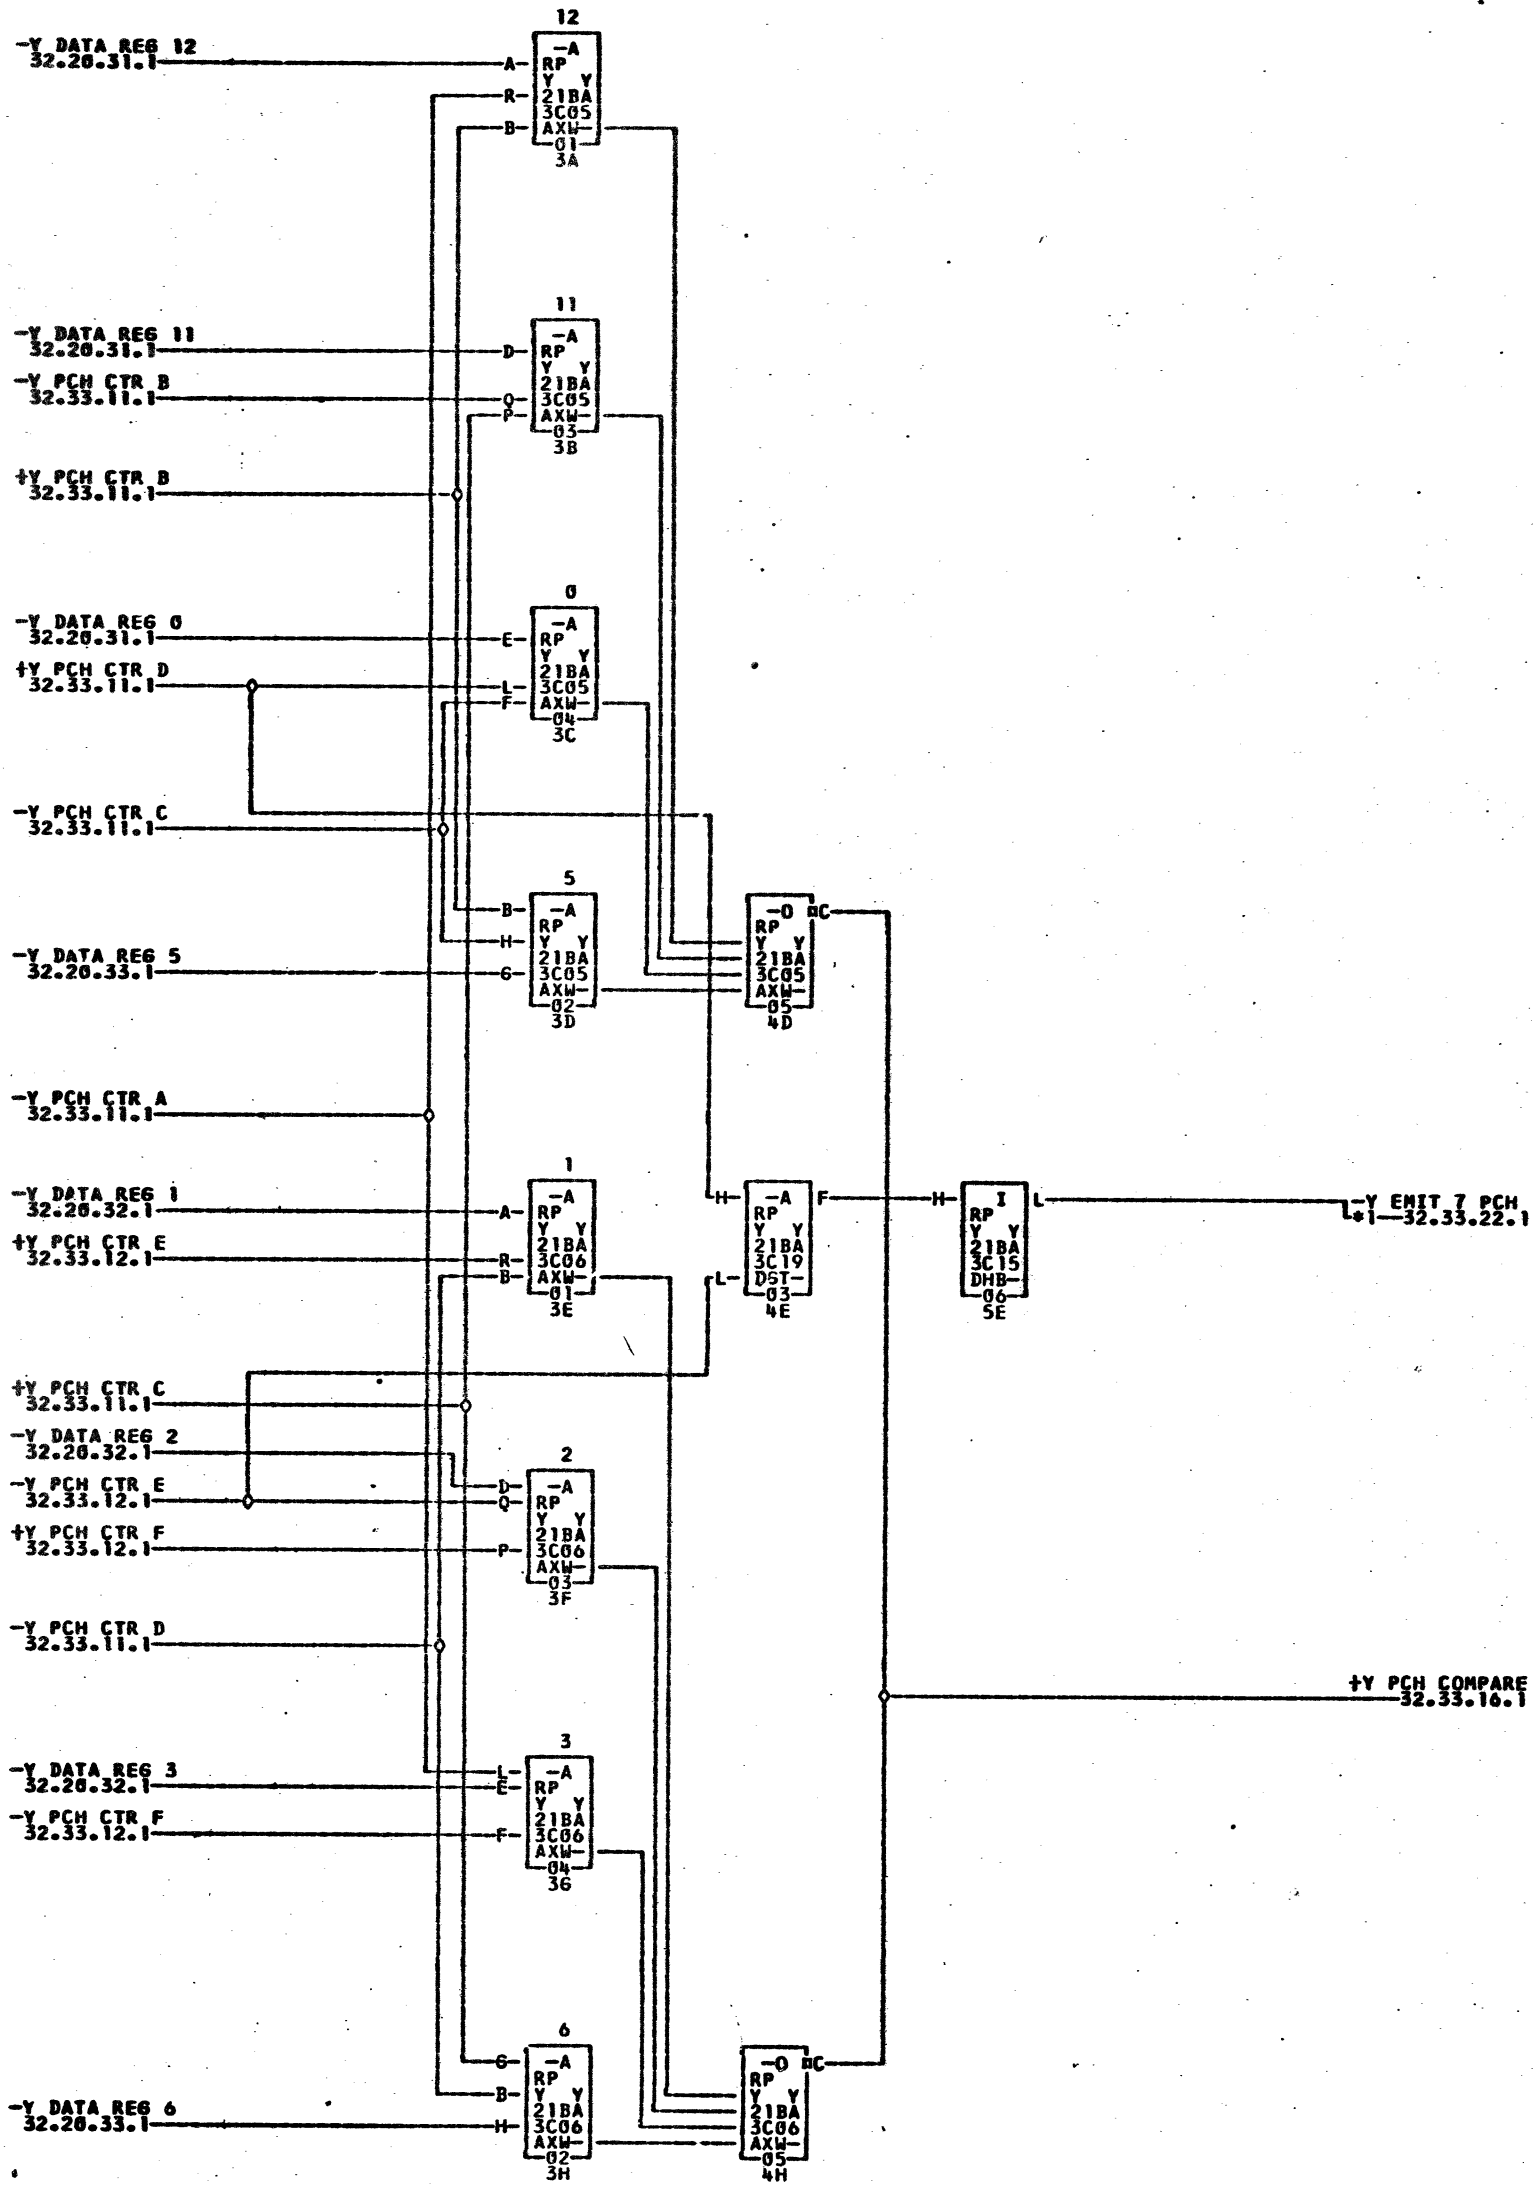 12
-Y DATA REG 12
32.20.31.1
A
R
B
-A
RP
Y Y
21BA
3C05
AXW-
01
3A
11
-Y DATA REG 11
32.20.31.1
-Y PCH CTR B
32.33.11.1
D
Q
P
-A
RP
Y Y
21BA
3C05
AXW-
03
3B
+Y PCH CTR B
32.33.11.1
0
-Y DATA REG 0
32.20.31.1
+Y PCH CTR D
32.33.11.1
E
L
F
-A
RP
Y Y
21BA
3C05
AXW-
04
3C
-Y PCH CTR C
32.33.11.1
5
-Y DATA REG 5
32.20.33.1
B
H
G
-A
RP
Y Y
21BA
3C05
AXW-
02
3D
-O C
RP
Y Y
21BA
3C05
AXW-
05
4D
-Y PCH CTR A
32.33.11.1
1
-Y DATA REG 1
32.20.32.1
+Y PCH CTR E
32.33.12.1
A
R
B
-A
RP
Y Y
21BA
3C06
AXW-
01
3E
H
L
-A F
RP
Y Y
21BA
3C19
DST-
03
4E
H
I L
RP
Y Y
21BA
3C15
DHB-
06
5E
-Y EMIT 7 PCH
*1-32.33.22.1
+Y PCH CTR C
32.33.11.1
-Y DATA REG 2
32.20.32.1
-Y PCH CTR E
32.33.12.1
+Y PCH CTR F
32.33.12.1
2
D
Q
P
-A
RP
Y Y
21BA
3C06
AXW-
03
3F
-Y PCH CTR D
32.33.11.1
+Y PCH COMPARE
32.33.16.1
3
-Y DATA REG 3
32.20.32.1
-Y PCH CTR F
32.33.12.1
L
E
F
-A
RP
Y Y
21BA
3C06
AXW-
04
3G
6
-Y DATA REG 6
32.20.33.1
G
B
H
-A
RP
Y Y
21BA
3C06
AXW-
02
3H
-O C
RP
Y Y
21BA
3C06
AXW-
05
4H